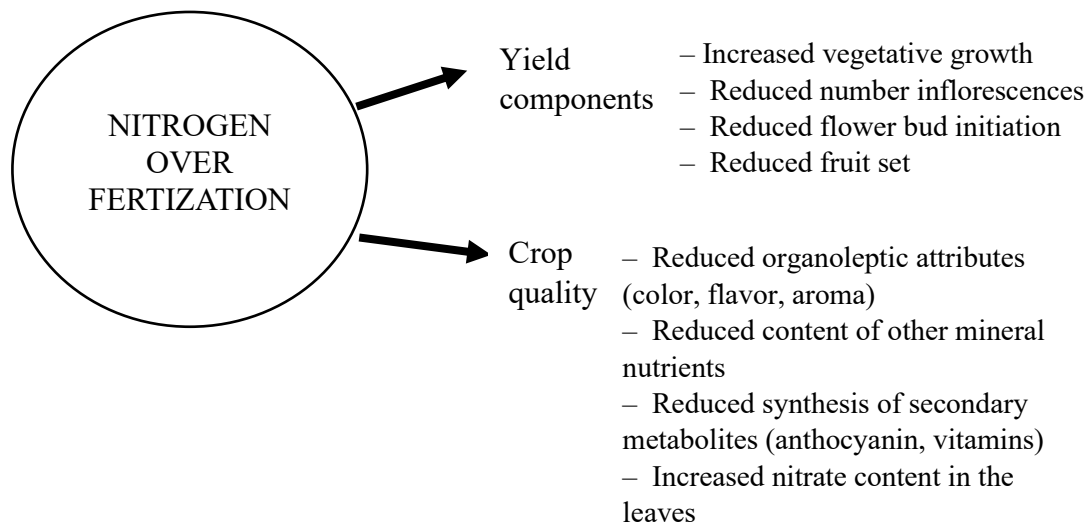 NITROGEN
OVER
FERTIZATION
Yield
components
– Increased vegetative growth
– Reduced number inflorescences
– Reduced flower bud initiation
– Reduced fruit set
Crop
quality
– Reduced organoleptic attributes
(color, flavor, aroma)
– Reduced content of other mineral
nutrients
– Reduced synthesis of secondary
metabolites (anthocyanin, vitamins)
– Increased nitrate content in the
leaves